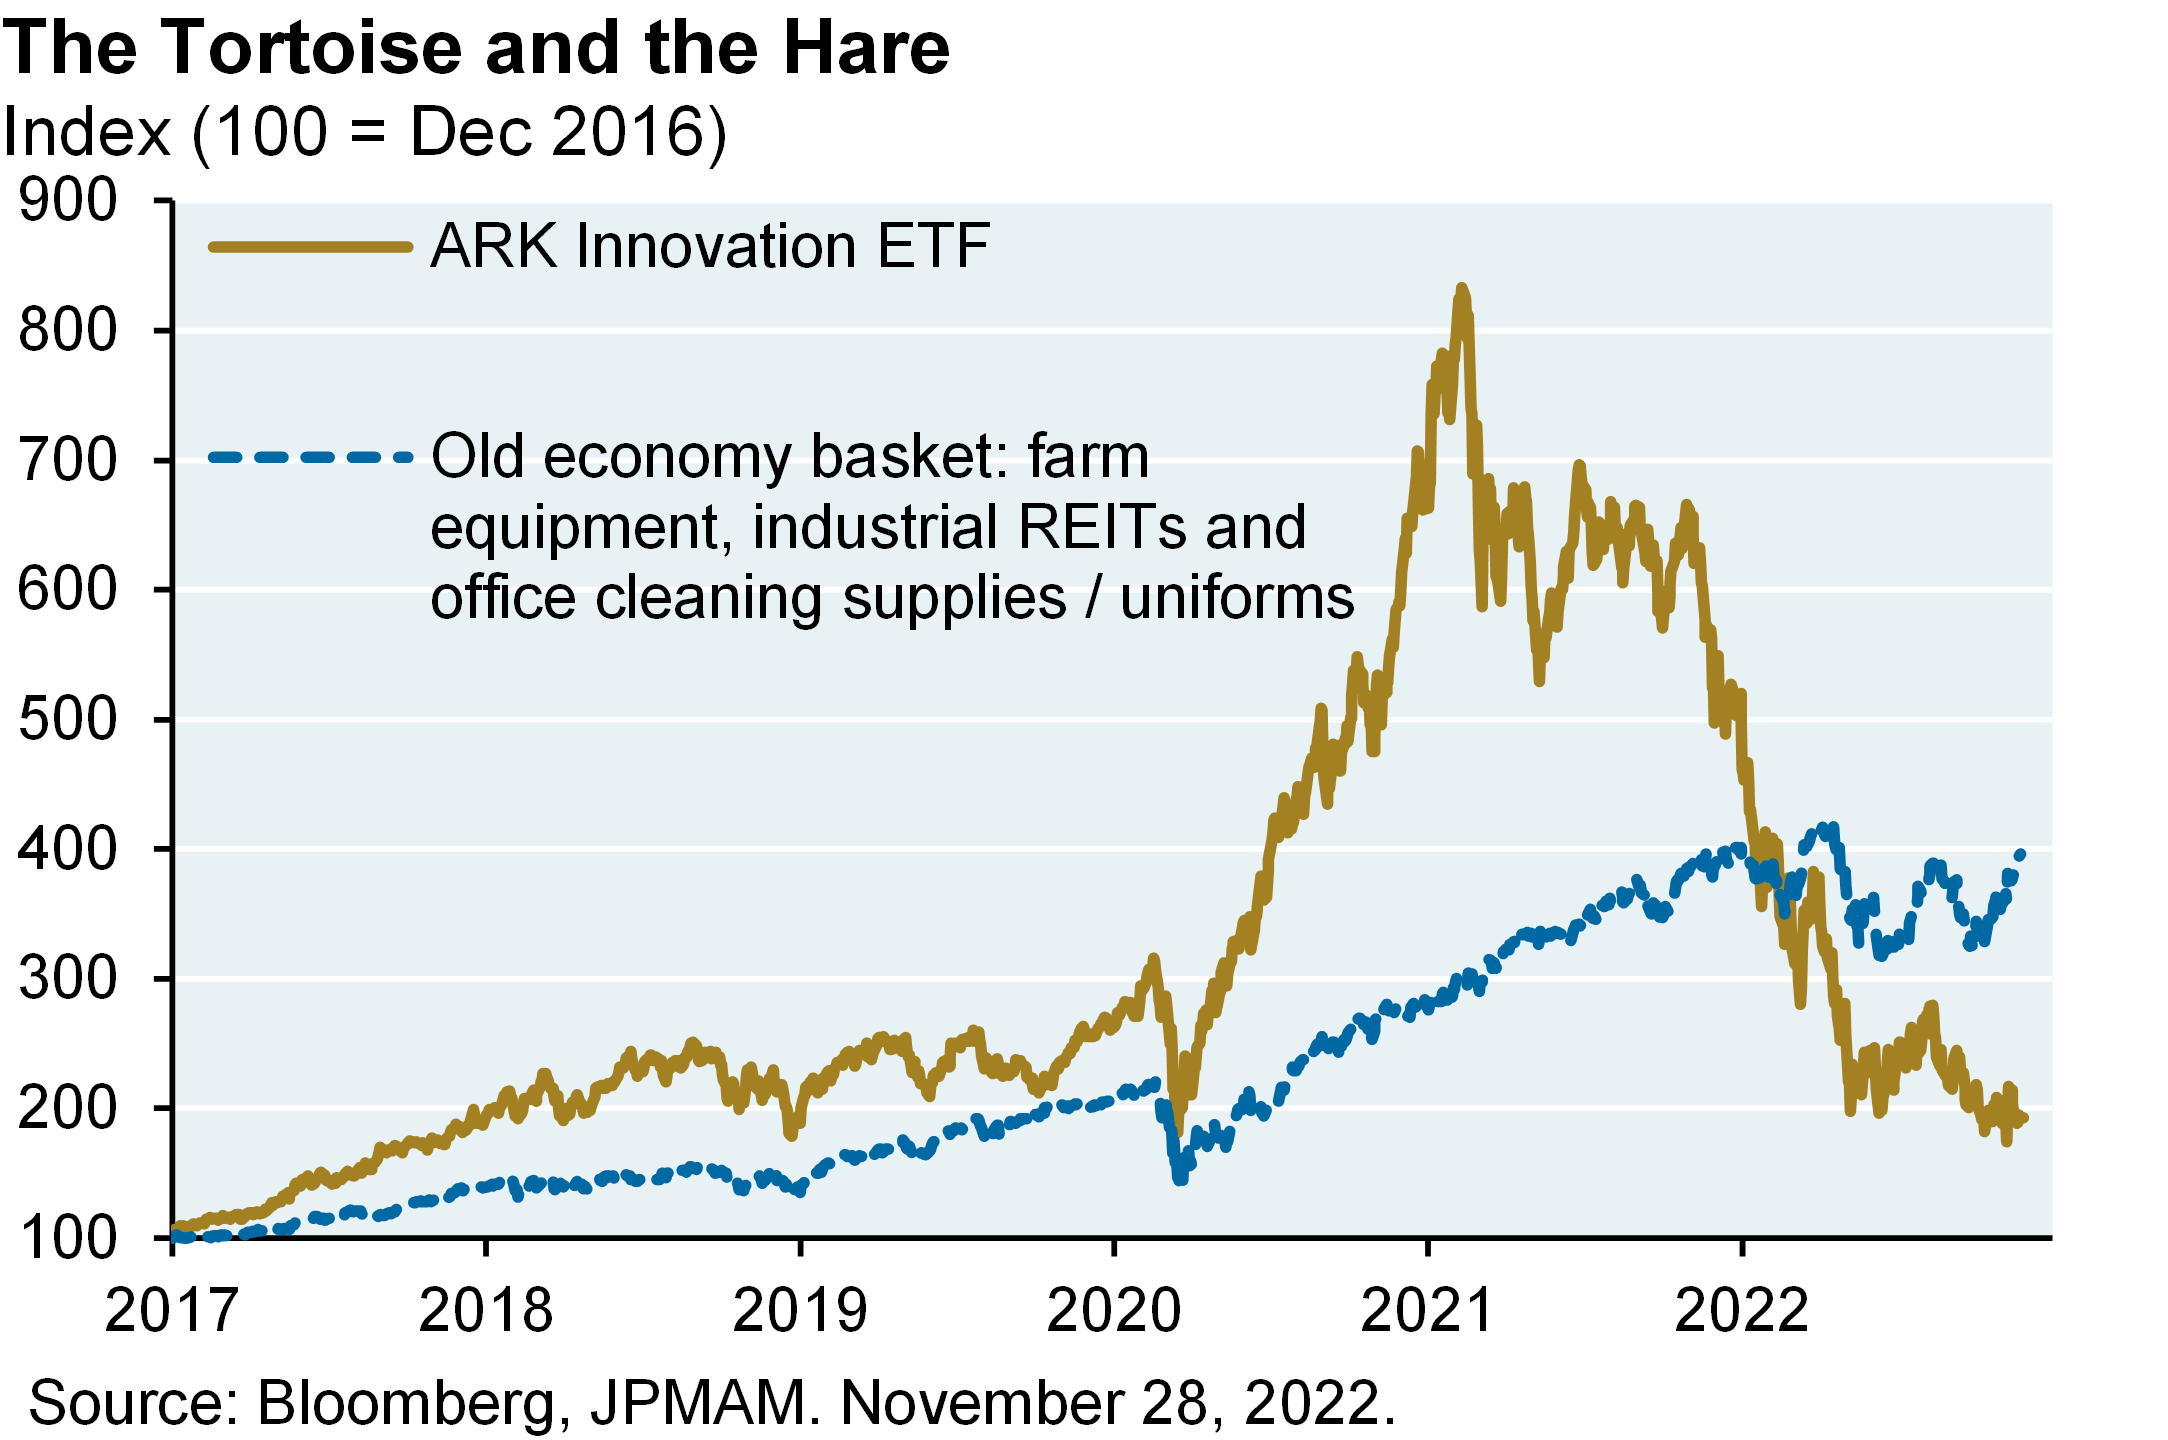 The Tortoise and the Hare
Index (100 = Dec 2016)
900
ARK Innovation ETF
800
700
Old economy basket: farm
equipment, industrial REITs and
600
office cleaning supplies / uniforms
500
400
300
200
100
2017 2018 2019 2020 2021 2022
Source: Bloomberg, JPMAM. November 28, 2022.